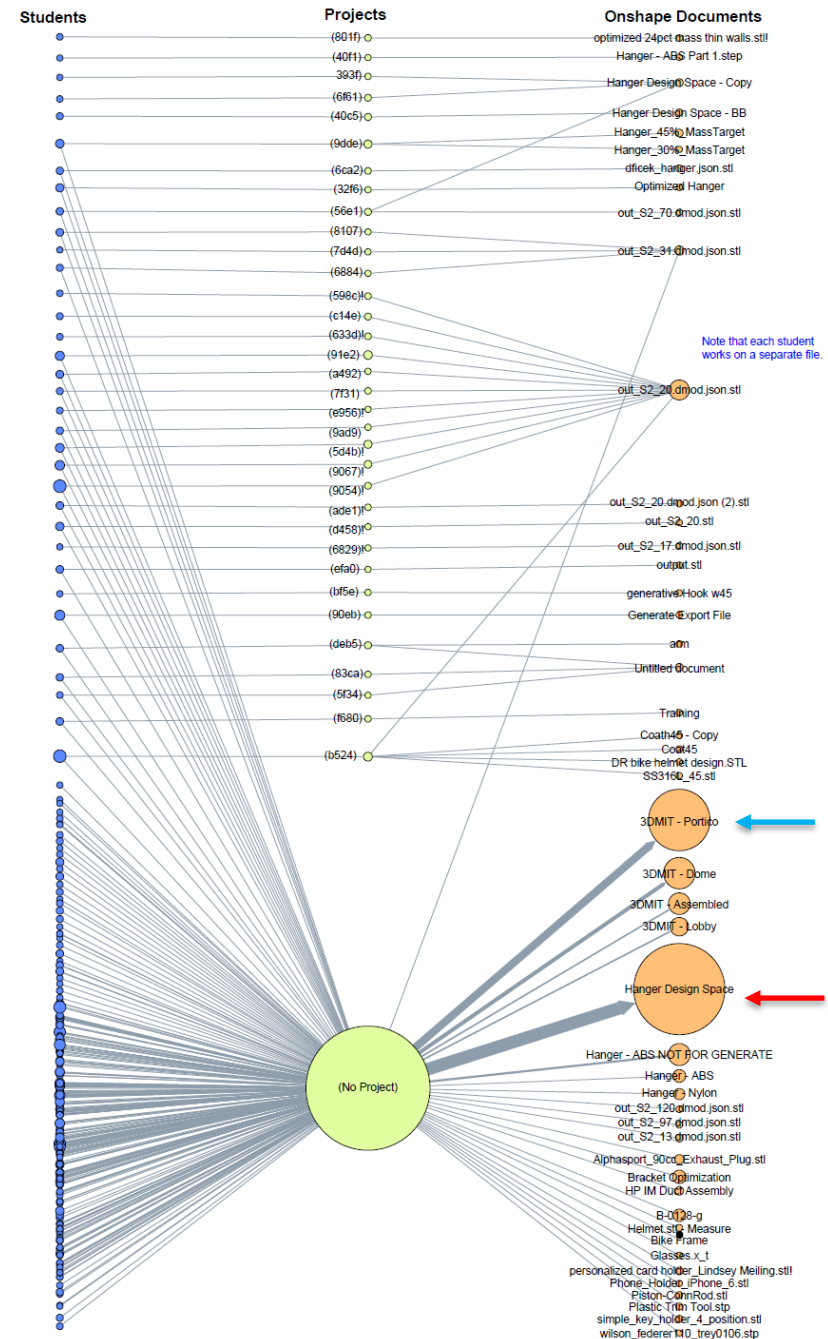 Students
Projects
Onshape Documents
(801f)
optimized 24pct mass thin walls.stl!
(40f1)
Hanger - ABS Part 1.step
393f)
Hanger Design Space - Copy
(6f61)
(40c5)
Hanger Design Space - BB
Hanger_45%_MassTarget
(9dde)
Hanger_30%_MassTarget
(6ca2)
dficek_hanger.json.stl
(32f6)
Optimized Hanger
(56e1)
out_S2_70.dmod.json.stl
(8107)
(7d4d)
out_S2_31.dmod.json.stl
(6884)
(598c)!
(c14e)
(633d)!
Note that each student
works on a separate file.
(91e2)
(a492)
(7f31)
out_S2_20.dmod.json.stl
(e956)!
(9ad9)
(5d4b)!
(9067)!
(9054)!
(ade1)!
out_S2_20.dmod.json (2).stl
(d458)!
out_S2_20.stl
(6829)!
out_S2_17.dmod.json.stl
(efa0)
output.stl
(bf5e)
generative Hook w45
(90eb)
Generate Export File
(deb5)
arm
(83ca)
Untitled document
(5f34)
(f680)
Training
Coath45 - Copy
(b524)
Coat45
DR bike helmet design.STL
SS316L_45.stl
3DMIT - Portico
3DMIT - Dome
3DMIT - Assembled
3DMIT - Lobby
Hanger Design Space
Hanger - ABS NOT FOR GENERATE
Hanger - ABS
(No Project)
Hanger - Nylon
out_S2_120.dmod.json.stl
out_S2_97.dmod.json.stl
out_S2_13.dmod.json.stl
Alphasport_90cc_Exhaust_Plug.stl
Bracket Optimization
HP IM Duct Assembly
B-0128-g
Helmet.stl - Measure
Bike Frame
Glasses.x_t
personalized card holder_Lindsey Meiling.stl!
Phone_Holder_iPhone_6.stl
Piston-ConnRod.stl
Plastic Trim Tool.stp
simple_key_holder_4_position.stl
wilson_federer110_trey0106.stp